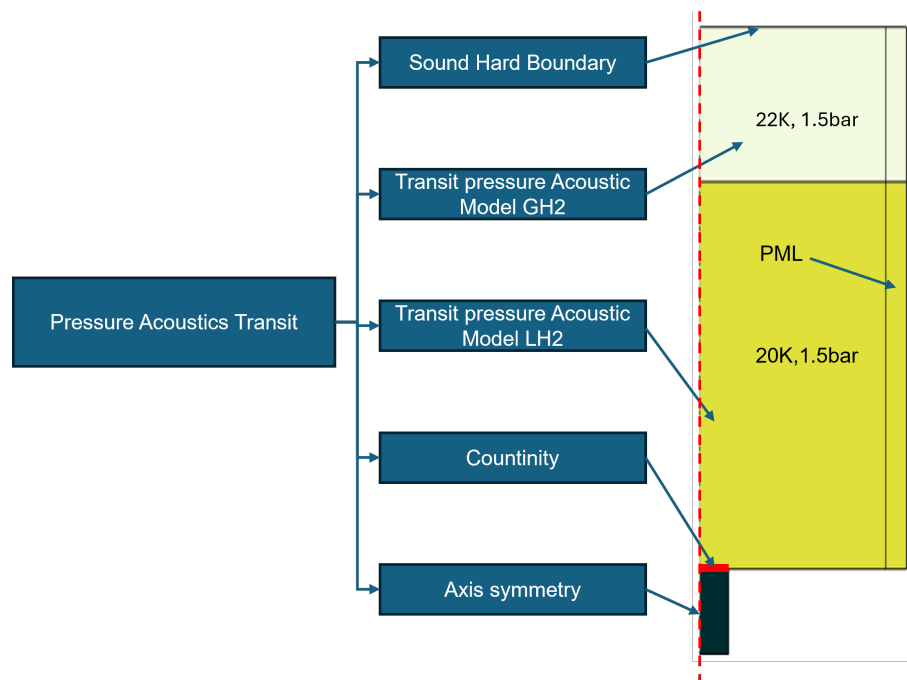 Sound Hard Boundary
22K, 1.5bar
Transit pressure Acoustic
Model GH2
PML
Pressure Acoustics Transit
Transit pressure Acoustic
Model LH2
20K,1.5bar
Countinity
Axis symmetry